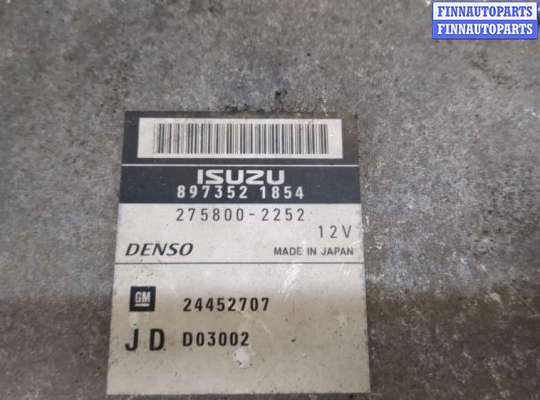 FINNAUTOPARTS
FINNAUTOPARTS
ISUZU
897352 1854
275800-2252
12V
DENSO MADE IN JAPAN
GM 24452707
JD D03002